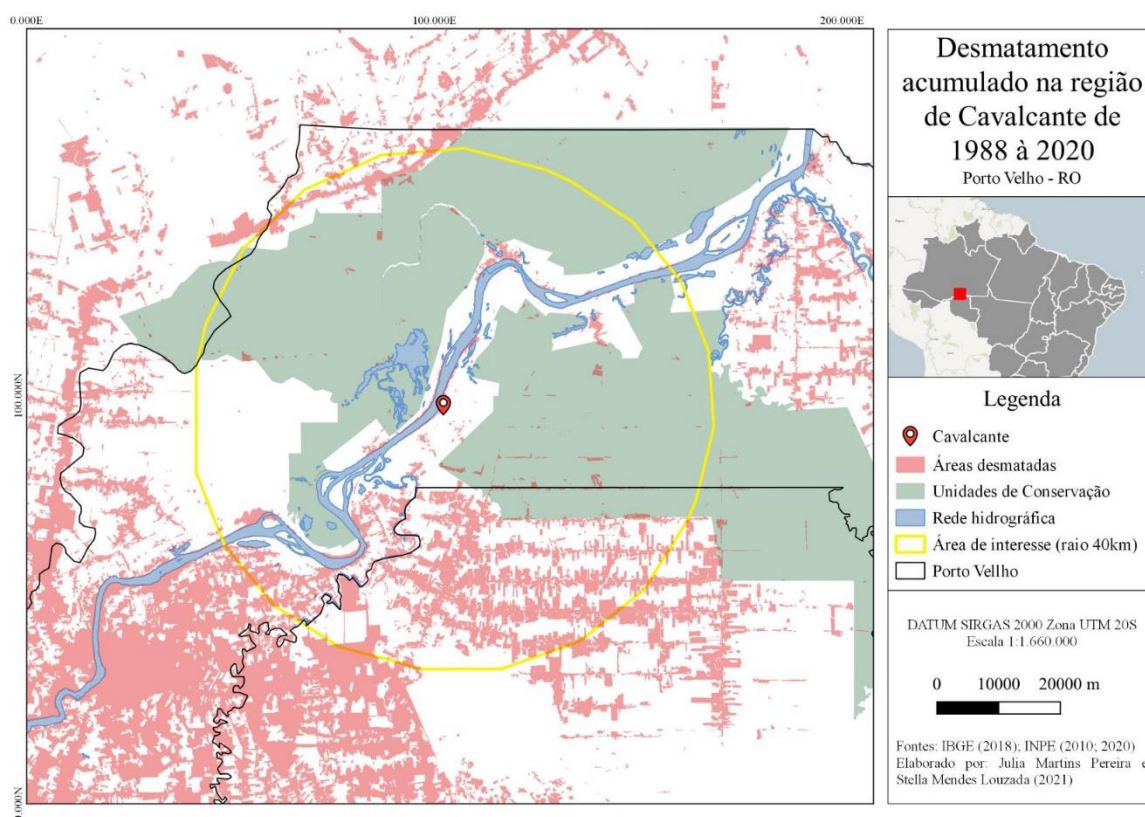 0.000E
100.000E
200.000E
100.000N
0.000N
Desmatamento
acumulado na região
de Cavalcante de
1988 à 2020
Porto Velho - RO
Legenda
Cavalcante
Áreas desmatadas
Unidades de Conservação
Rede hidrográfica
Área de interesse (raio 40km)
Porto Vellho
DATUM SIRGAS 2000 Zona UTM 20S
Escala 1:1.660.000
0 10000 20000 m
Fontes: IBGE (2018); INPE (2010; 2020)
Elaborado por: Julia Martins Pereira e
Stella Mendes Louzada (2021)